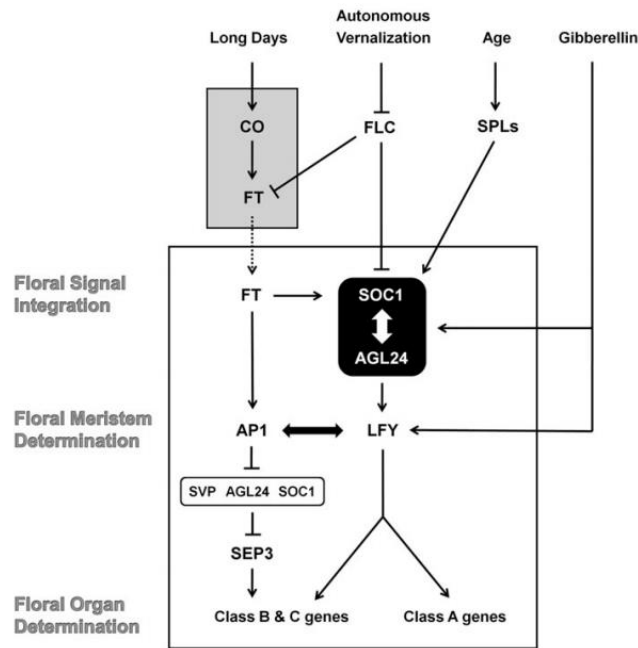 Autonomous
Long Days Vernalization Age Gibberellin
CO FLC SPLs
FT
Floral Signal
Integration
FT SOC1
AGL24
Floral Meristem
Determination
AP1 LFY
SVP AGL24 SOC1
SEP3
Floral Organ
Determination
Class B & C genes Class A genes